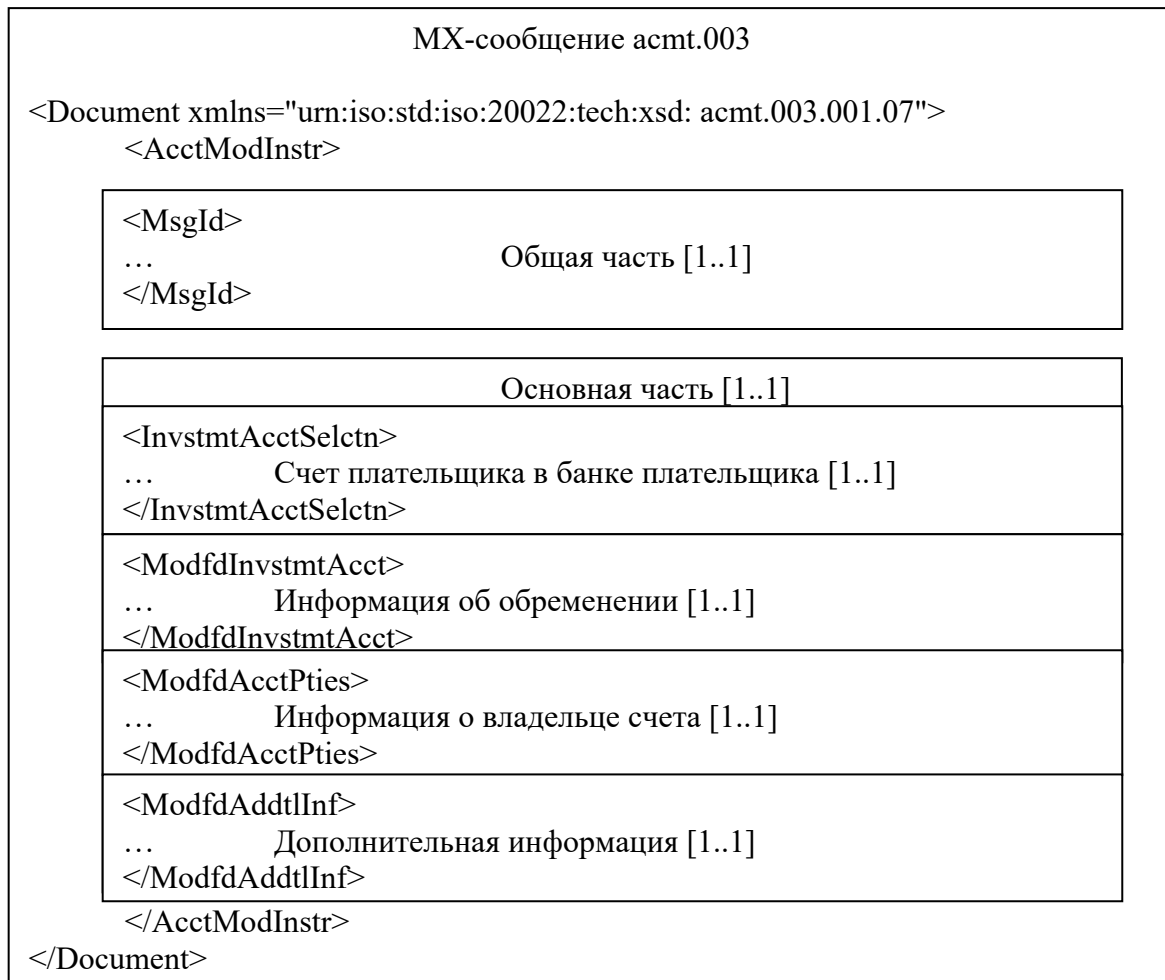 МХ-сообщение acmt.003
<Document xmlns="urn:iso:std:iso:20022:tech:xsd: acmt.003.001.07">
<AcctModInstr>
<MsgId>
… Общая часть [1..1]
</MsgId>
Основная часть [1..1]
<InvstmtAcctSelctn>
… Счет плательщика в банке плательщика [1..1]
</InvstmtAcctSelctn>
<ModfdInvstmtAcct>
… Информация об обременении [1..1]
</ModfdInvstmtAcct>
<ModfdAcctPties>
… Информация о владельце счета [1..1]
</ModfdAcctPties>
<ModfdAddtlInf>
… Дополнительная информация [1..1]
</ModfdAddtlInf>
</AcctModInstr>
</Document>